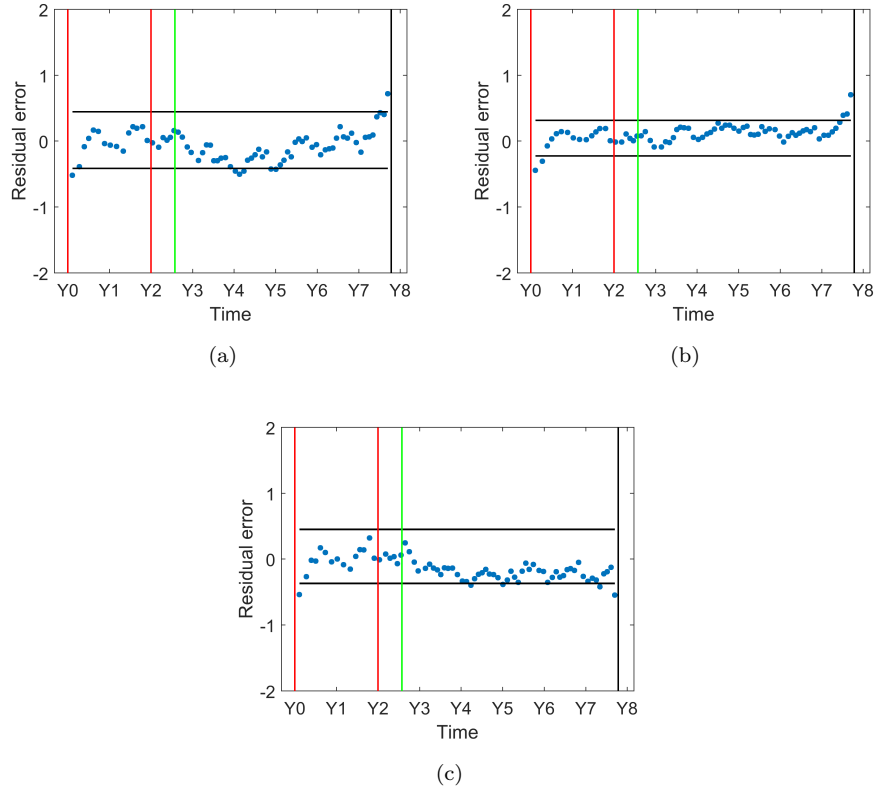 2
1
0
-1
-2
Residual error
Y0 Y1 Y2 Y3 Y4 Y5 Y6 Y7 Y8
Time
(a)
2
1
0
-1
-2
Residual error
Y0 Y1 Y2 Y3 Y4 Y5 Y6 Y7 Y8
Time
(b)
2
1
0
-1
-2
Residual error
Y0 Y1 Y2 Y3 Y4 Y5 Y6 Y7 Y8
Time
(c)